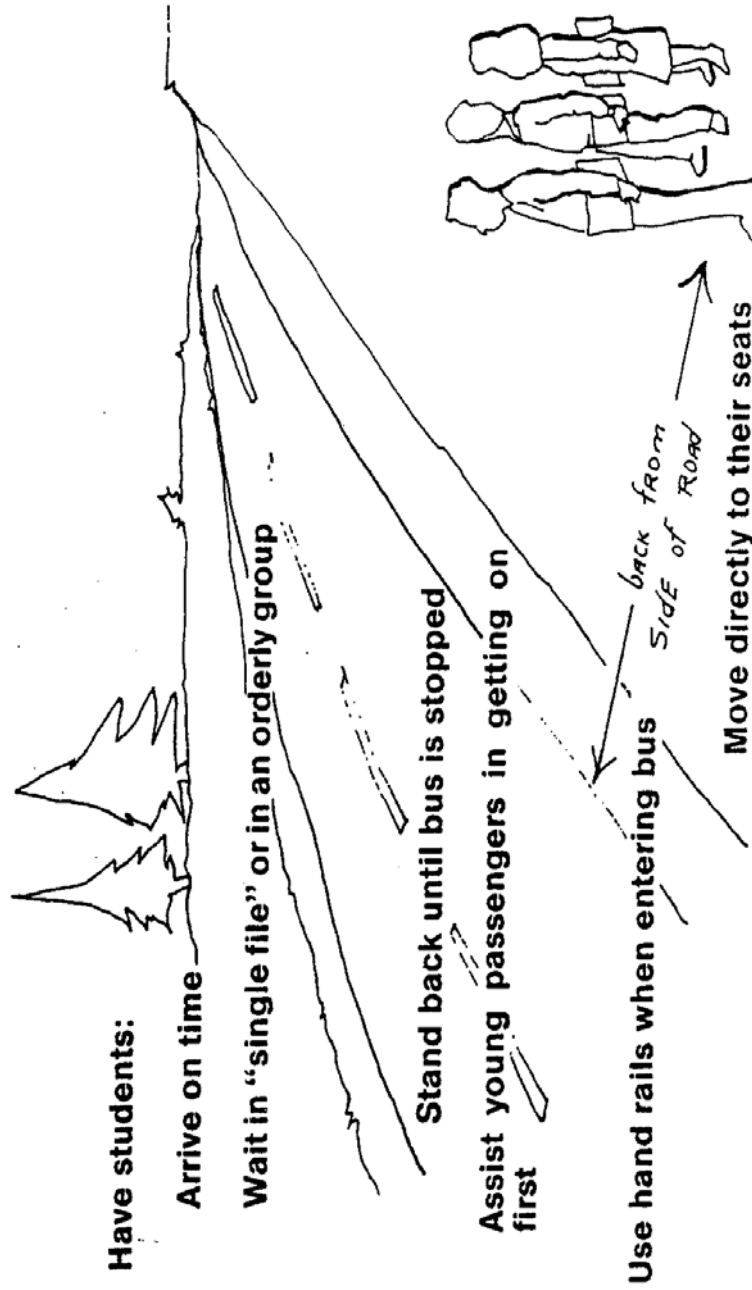 Have students:
Arrive on time
Wait in "single file" or in an orderly group
Stand back until bus is stopped
Assist young passengers in getting on
first
Use hand rails when entering bus
back from
side of road
Move directly to their seats